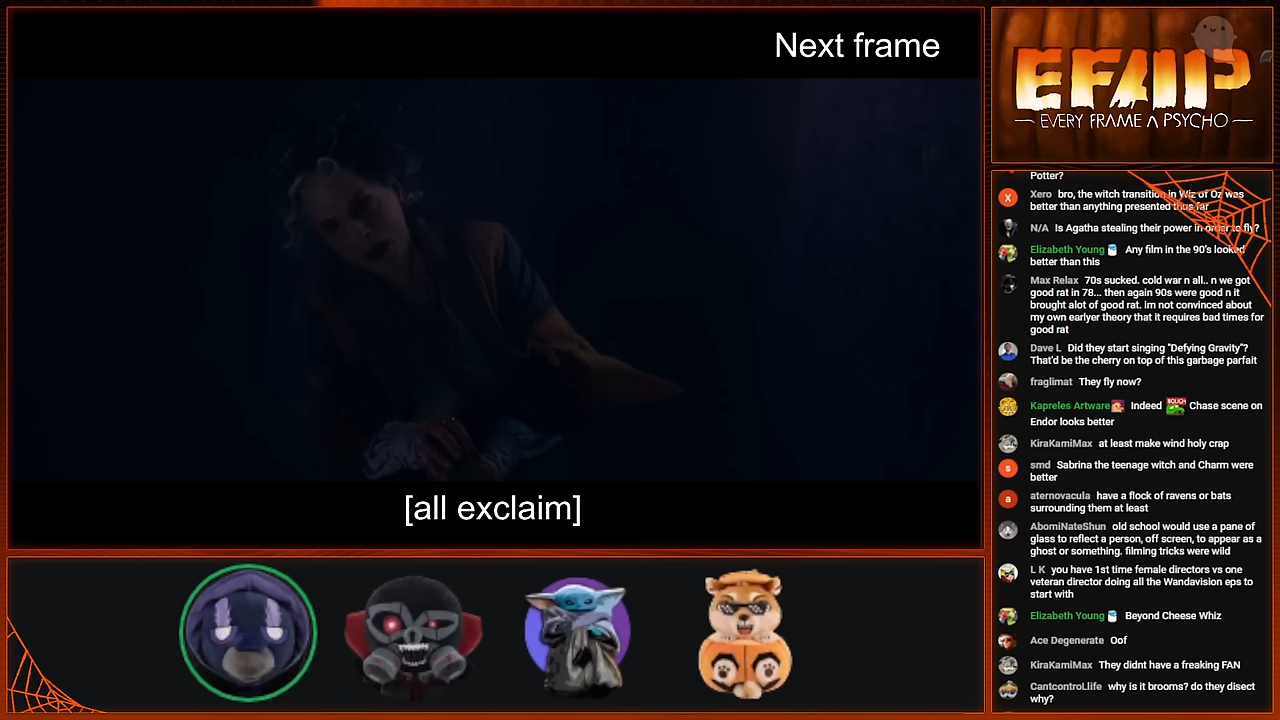 Next frame
[all exclaim]
EFAP
EVERY FRAME A PSYCHO
Potter?
X
Xero bro, the witch transition in Wiz of Oz was
better than anything presented thus far
N/A Is Agatha stealing their power in order to fly?
Elizabeth Young Any film in the 90's looked
better than this
Max Relax 70s sucked. cold war n all.. n we got
good rat in 78... then again 90s were good n it
brought alot of good rat. im not convinced about
my own earlyer theory that it requires bad times for
good rat
Dave L Did they start singing "Defying Gravity"?
That'd be the cherry on top of this garbage parfait
fraglimat They fly now?
Kapreles Artware Indeed Chase scene on
Endor looks better
KiraKamiMax at least make wind holy crap
s
smd Sabrina the teenage witch and Charm were
better
a
aternovacula have a flock of ravens or bats
surrounding them at least
AbomiNateShun old school would use a pane of
glass to reflect a person, off screen, to appear as a
ghost or something. filming tricks were wild
L K you have 1st time female directors vs one
veteran director doing all the Wandavision eps to
start with
Elizabeth Young Beyond Cheese Whiz
Ace Degenerate Oof
KiraKamiMax They didnt have a freaking FAN
CantcontroLlife why is it brooms? do they disect
why?